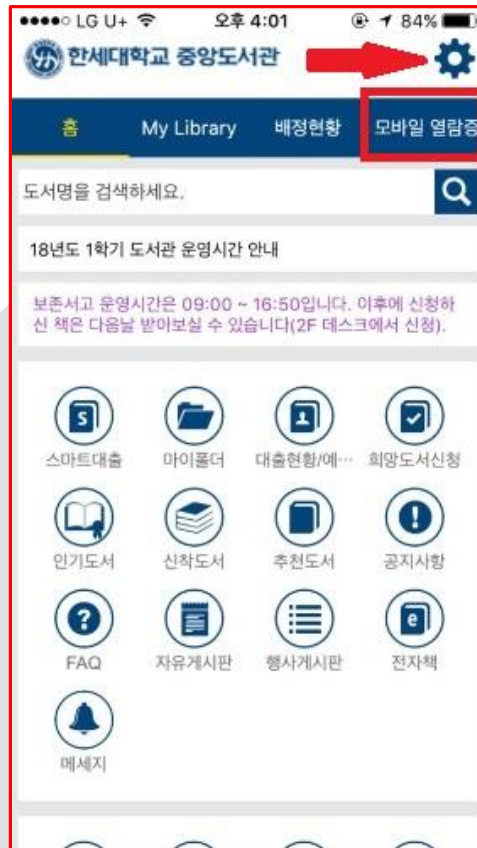 LG U+ 오후 4:01 84%
한세대학교 중앙도서관
홈 My Library 배정현황 모바일 열람증
도서명을 검색하세요.
18년도 1학기 도서관 운영시간 안내
보존서고 운영시간은 09:00 ~ 16:50입니다. 이후에 신청하
신 책은 다음날 받아보실 수 있습니다(2F 데스크에서 신청).
스마트대출 마이폴더 대출현황/예… 희망도서신청
인기도서 신착도서 추천도서 공지사항
FAQ 자유게시판 행사게시판 전자책
메세지